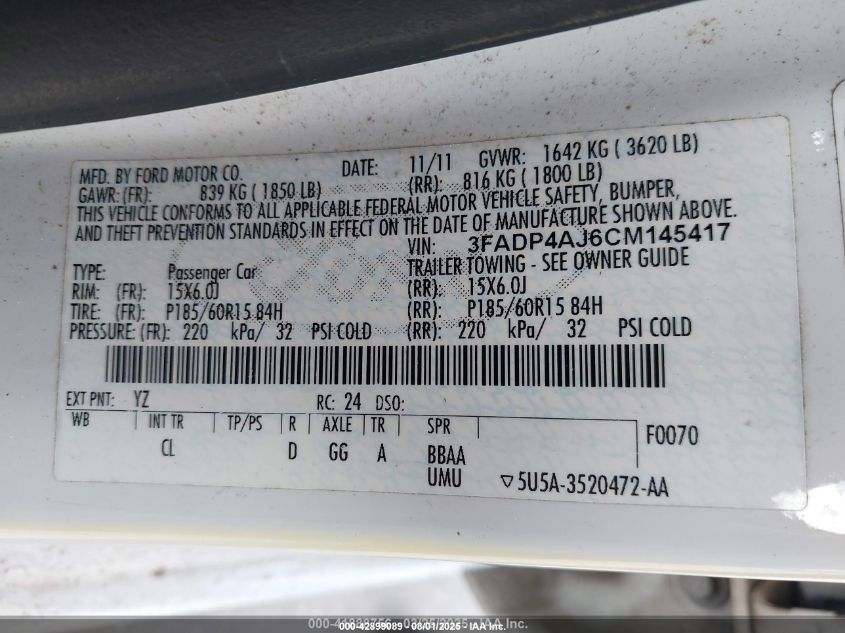 MFD. BY FORD MOTOR CO. DATE: 11/11 GVWR: 1642 KG ( 3620 LB)
GAWR: (FR): 839 KG ( 1850 LB) (RR): 816 KG ( 1800 LB)
THIS VEHICLE CONFORMS TO ALL APPLICABLE FEDERAL MOTOR VEHICLE SAFETY, BUMPER,
AND THEFT PREVENTION STANDARDS IN EFFECT ON THE DATE OF MANUFACTURE SHOWN ABOVE.
VIN: 3FADP4AJ6CM145417
TYPE: Passenger Car TRAILER TOWING - SEE OWNER GUIDE
RIM: (FR): 15X6.0J (RR): 15X6.0J
TIRE: (FR): P185/60R15 84H (RR): P185/60R15 84H
PRESSURE: (FR): 220 kPa/ 32 PSI COLD (RR): 220 kPa/ 32 PSI COLD
EXT PNT: YZ RC: 24 DSO:
WB INT TR TP/PS R AXLE TR SPR F0070
CL D GG A BBAA
UMU ▽5U5A-3520472-AA
000-42899089 - 08/01/2025 - IAA Inc.